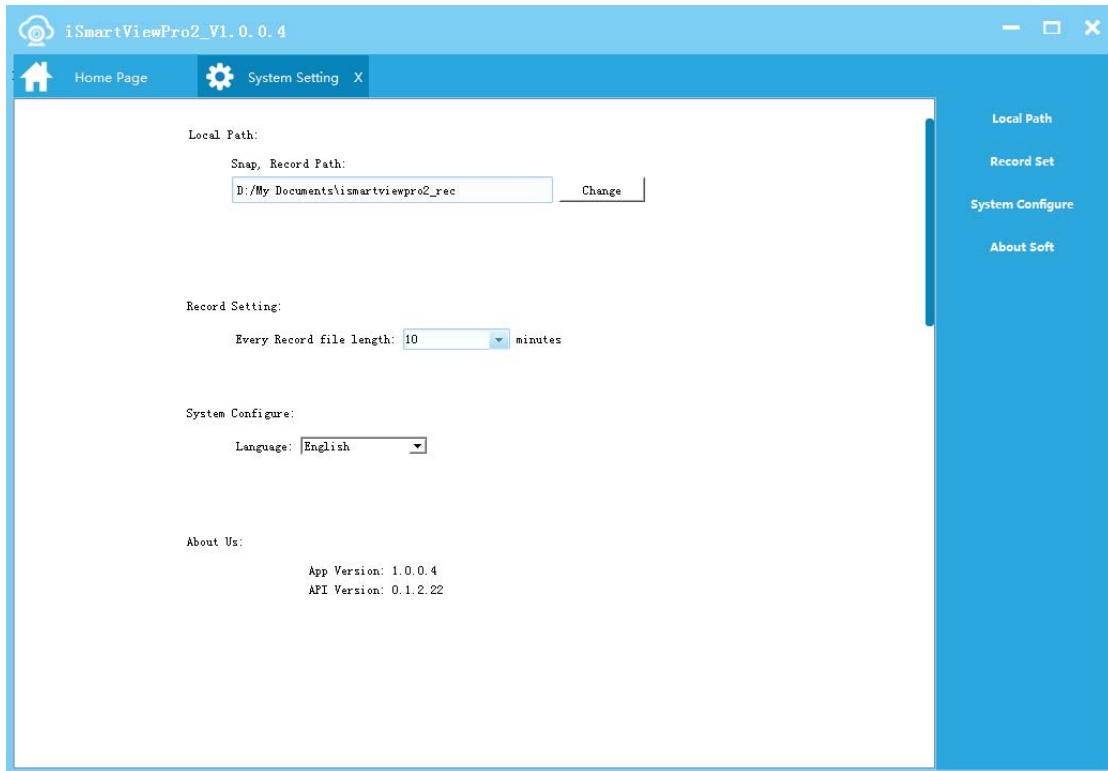 iSmartViewPro2_V1.0.0.4
Home Page
System Setting X
Local Path:
Snap, Record Path:
D:/My Documents\ismartviewpro2_rec Change
Record Setting:
Every Record file length: 10 minutes
System Configure:
Language: English
About Us:
App Version: 1.0.0.4
API Version: 0.1.2.22
Local Path
Record Set
System Configure
About Soft